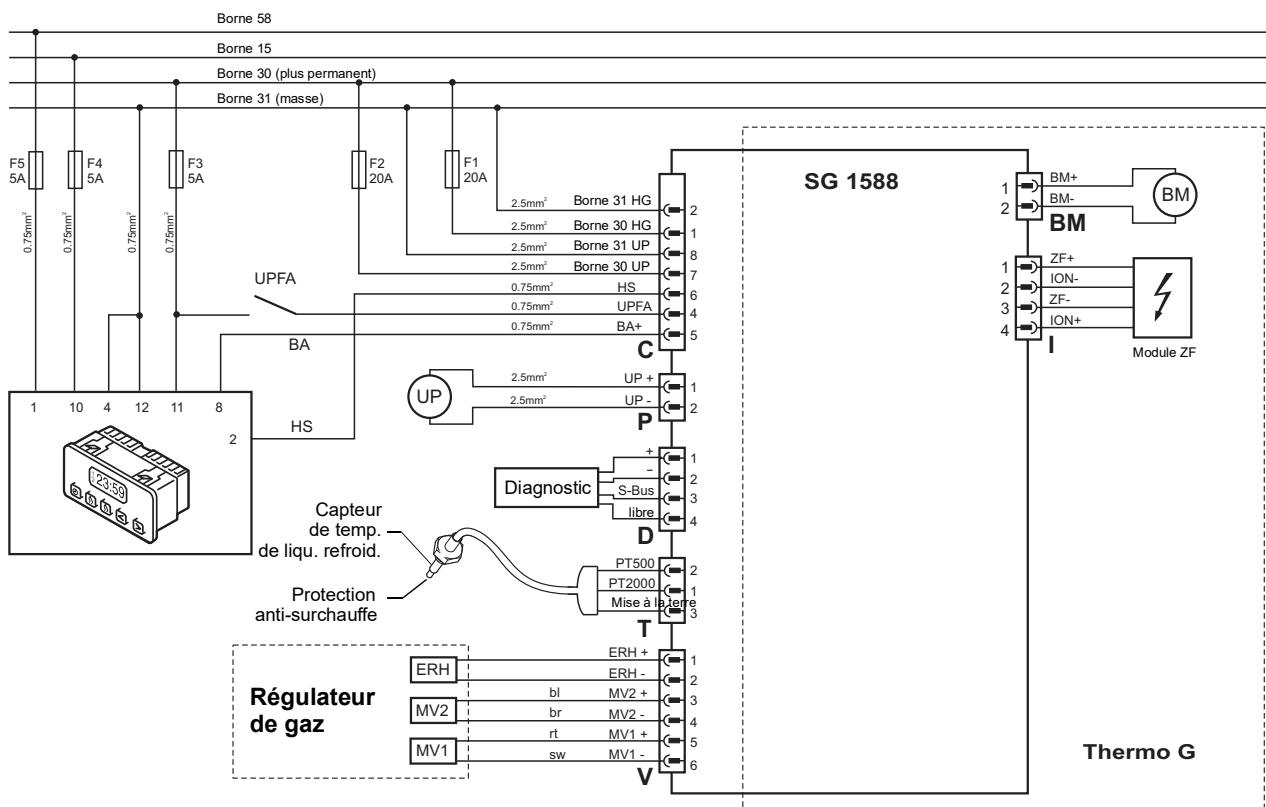 Borne 58
Borne 15
Borne 30 (plus permanent)
Borne 31 (masse)
F5
5A
F4
5A
F3
5A
F2
20A
F1
20A
0.75mm²
0.75mm²
0.75mm²
0.75mm²
SG 1588
2.5mm² Borne 31 HG 2
2.5mm² Borne 30 HG 1
2.5mm² Borne 31 UP 8
2.5mm² Borne 30 UP 7
0.75mm² HS 6
0.75mm² UPFA 4
0.75mm² BA+ 5
C
UPFA
BA
HS
1 10 4 12 11 8
2
23:59
1 BM+
2 BM-
BM
BM
1 ZF+
2 ION-
3 ZF-
4 ION+
I
Module ZF
UP
2.5mm² UP + 1
2.5mm² UP - 2
P
Diagnostic
+ 1
– 2
S-Bus 3
libre 4
D
Capteur
de temp.
de liqu. refroid.
Protection
anti-surchauffe
PT500 2
PT2000 1
Mise à la terre 3
T
Régulateur
de gaz
ERH
MV2
MV1
ERH + 1
ERH - 2
bl MV2 + 3
br MV2 - 4
rt MV1 + 5
sw MV1 - 6
V
Thermo G